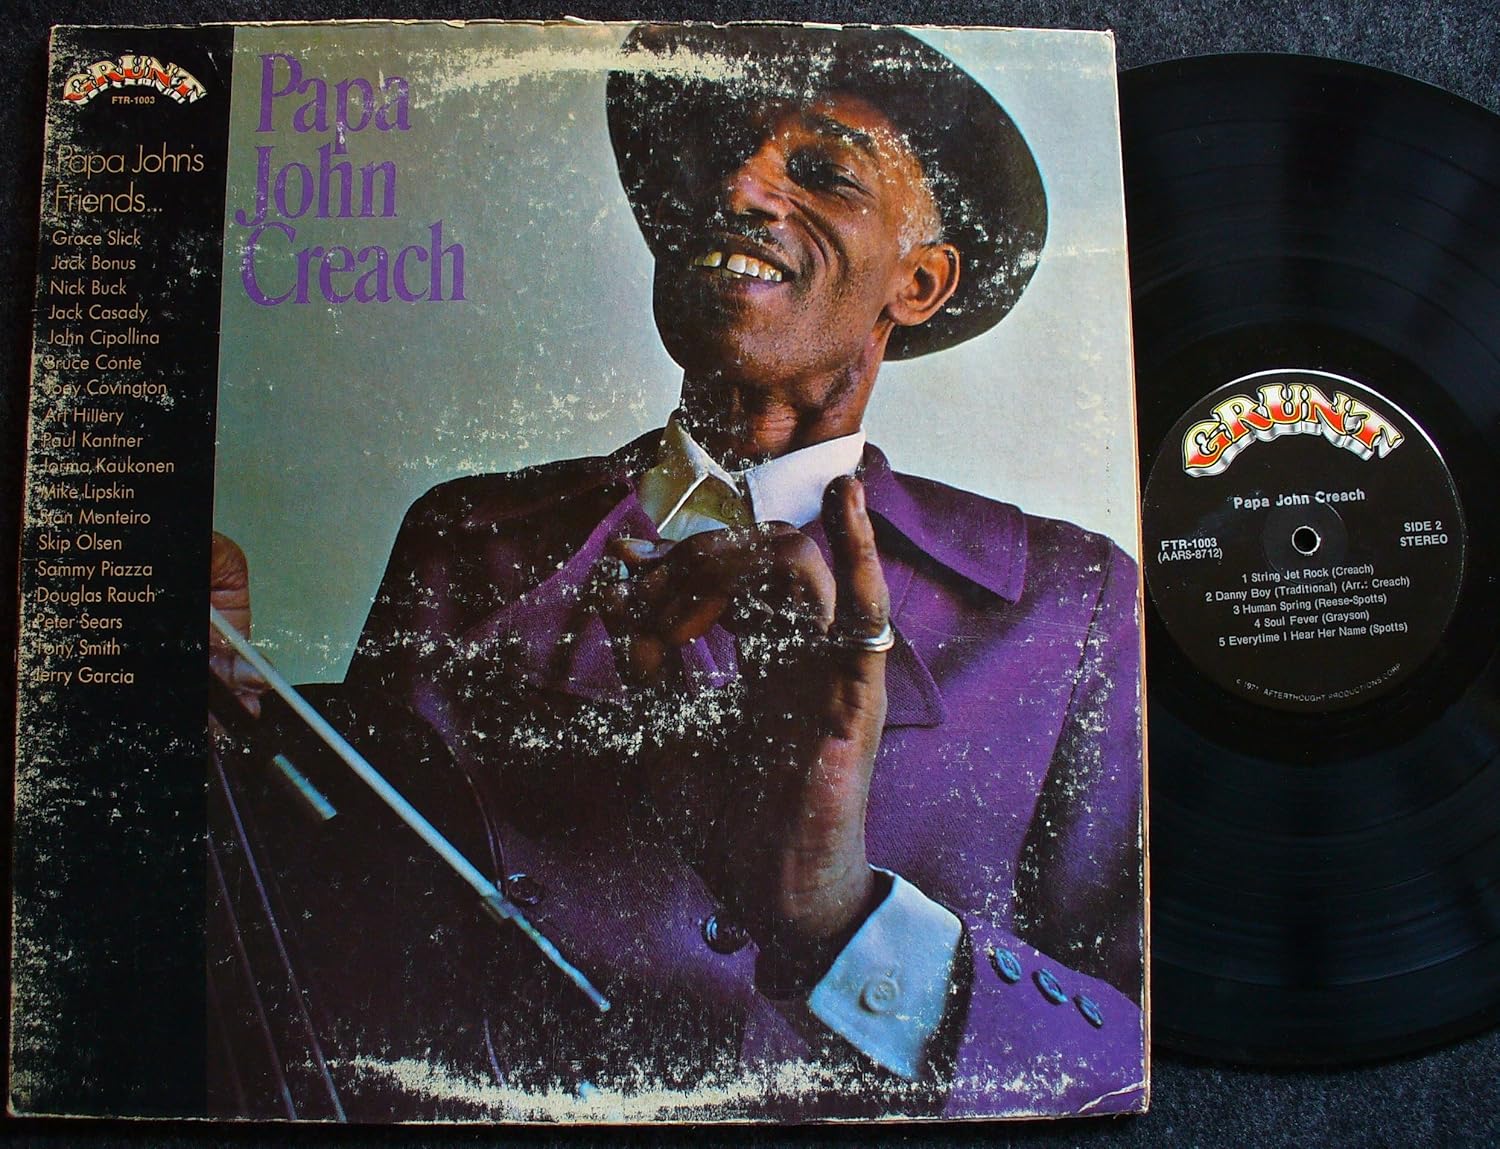 GRUNT
FTR-1003
Papa John's
Friends...
Grace Slick
Jack Bonus
Nick Buck
Jack Casady
John Cipollina
Bruce Conte
Joey Covington
Art Hillery
Paul Kantner
Jorma Kaukonen
Mike Lipskin
Stan Monteiro
Skip Olsen
Sammy Piazza
Douglas Rauch
Peter Sears
Tony Smith
Jerry Garcia
Papa
John
Creach
GRUNT
Papa John Creach
FTR-1003
(AARS-8712)
SIDE 2
STEREO
1 String Jet Rock (Creach)
2 Danny Boy (Traditional) (Arr.: Creach)
3 Human Spring (Reese-Spotts)
4 Soul Fever (Grayson)
5 Everytime I Hear Her Name (Spotts)
© 1971, AFTERTHOUGHT PRODUCTIONS CORP